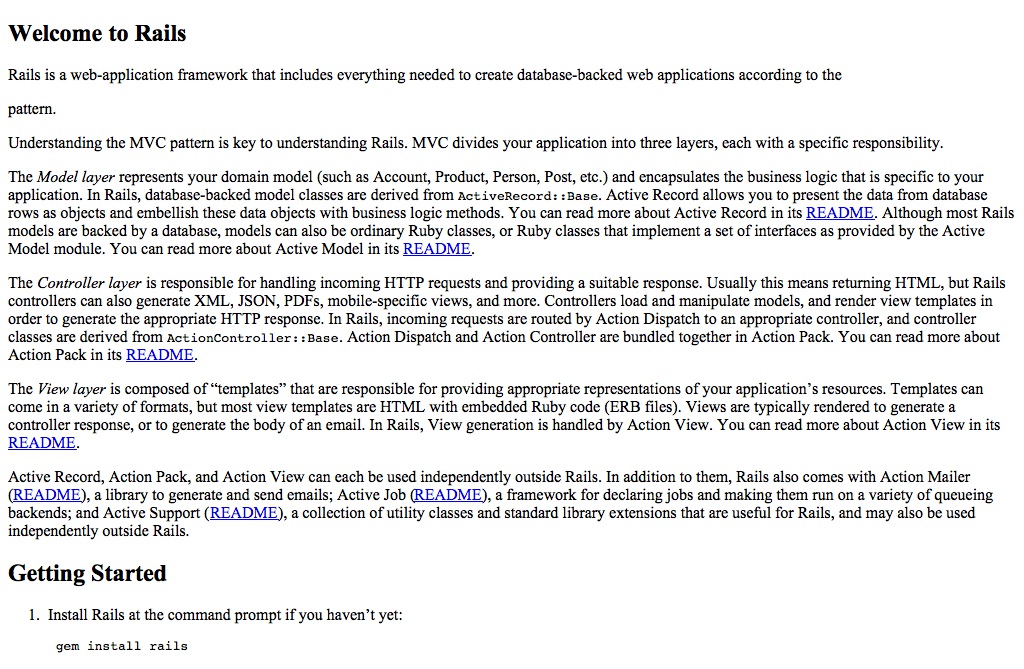 Welcome to Rails
Rails is a web-application framework that includes everything needed to create database-backed web applications according to the
pattern.
Understanding the MVC pattern is key to understanding Rails. MVC divides your application into three layers, each with a specific responsibility.
The Model layer represents your domain model (such as Account, Product, Person, Post, etc.) and encapsulates the business logic that is specific to your
application. In Rails, database-backed model classes are derived from ActiveRecord::Base. Active Record allows you to present the data from database
rows as objects and embellish these data objects with business logic methods. You can read more about Active Record in its README. Although most Rails
models are backed by a database, models can also be ordinary Ruby classes, or Ruby classes that implement a set of interfaces as provided by the Active
Model module. You can read more about Active Model in its README.
The Controller layer is responsible for handling incoming HTTP requests and providing a suitable response. Usually this means returning HTML, but Rails
controllers can also generate XML, JSON, PDFs, mobile-specific views, and more. Controllers load and manipulate models, and render view templates in
order to generate the appropriate HTTP response. In Rails, incoming requests are routed by Action Dispatch to an appropriate controller, and controller
classes are derived from ActionController::Base. Action Dispatch and Action Controller are bundled together in Action Pack. You can read more about
Action Pack in its README.
The View layer is composed of “templates” that are responsible for providing appropriate representations of your application’s resources. Templates can
come in a variety of formats, but most view templates are HTML with embedded Ruby code (ERB files). Views are typically rendered to generate a
controller response, or to generate the body of an email. In Rails, View generation is handled by Action View. You can read more about Action View in its
README.
Active Record, Action Pack, and Action View can each be used independently outside Rails. In addition to them, Rails also comes with Action Mailer
(README), a library to generate and send emails; Active Job (README), a framework for declaring jobs and making them run on a variety of queueing
backends; and Active Support (README), a collection of utility classes and standard library extensions that are useful for Rails, and may also be used
independently outside Rails.
Getting Started
1. Install Rails at the command prompt if you haven’t yet:
gem install rails